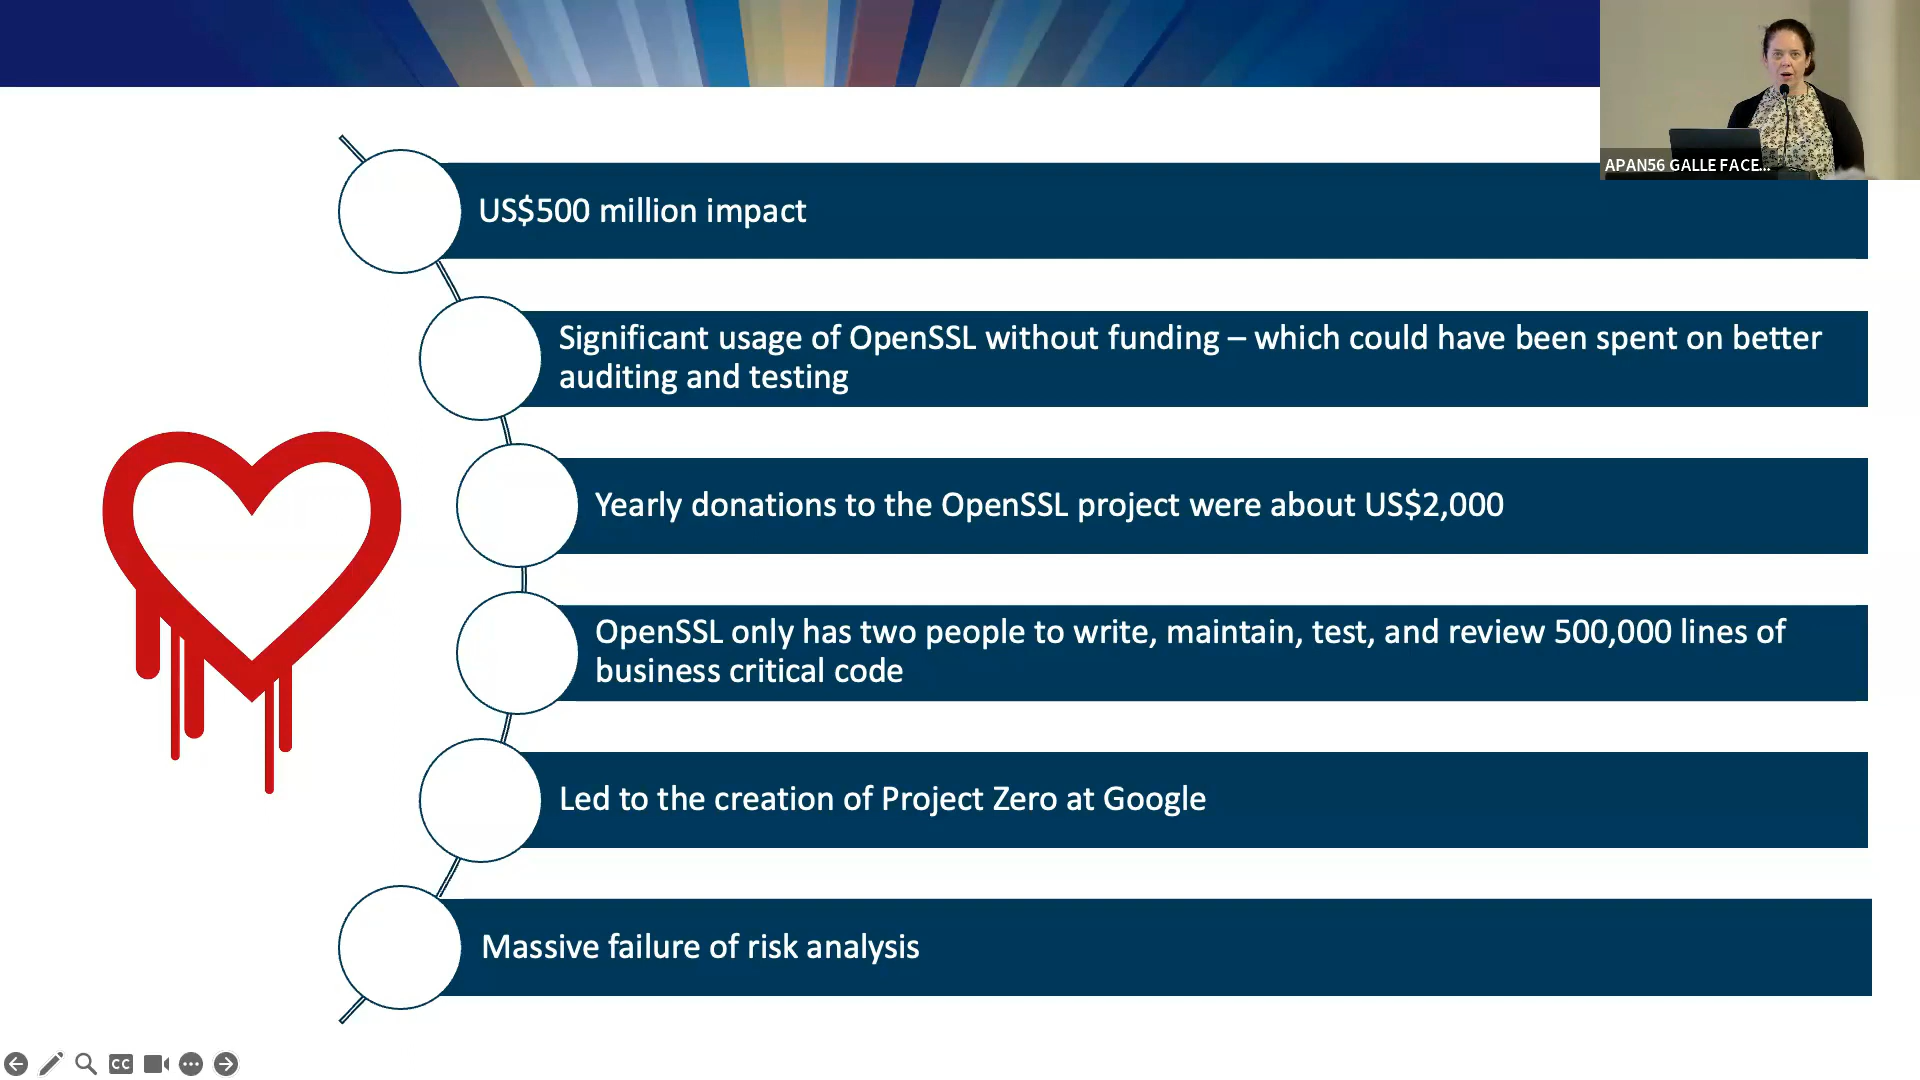 APAN56 GALLE FACE...
US$500 million impact
Significant usage of OpenSSL without funding – which could have been spent on better
auditing and testing
Yearly donations to the OpenSSL project were about US$2,000
OpenSSL only has two people to write, maintain, test, and review 500,000 lines of
business critical code
Led to the creation of Project Zero at Google
Massive failure of risk analysis
CC